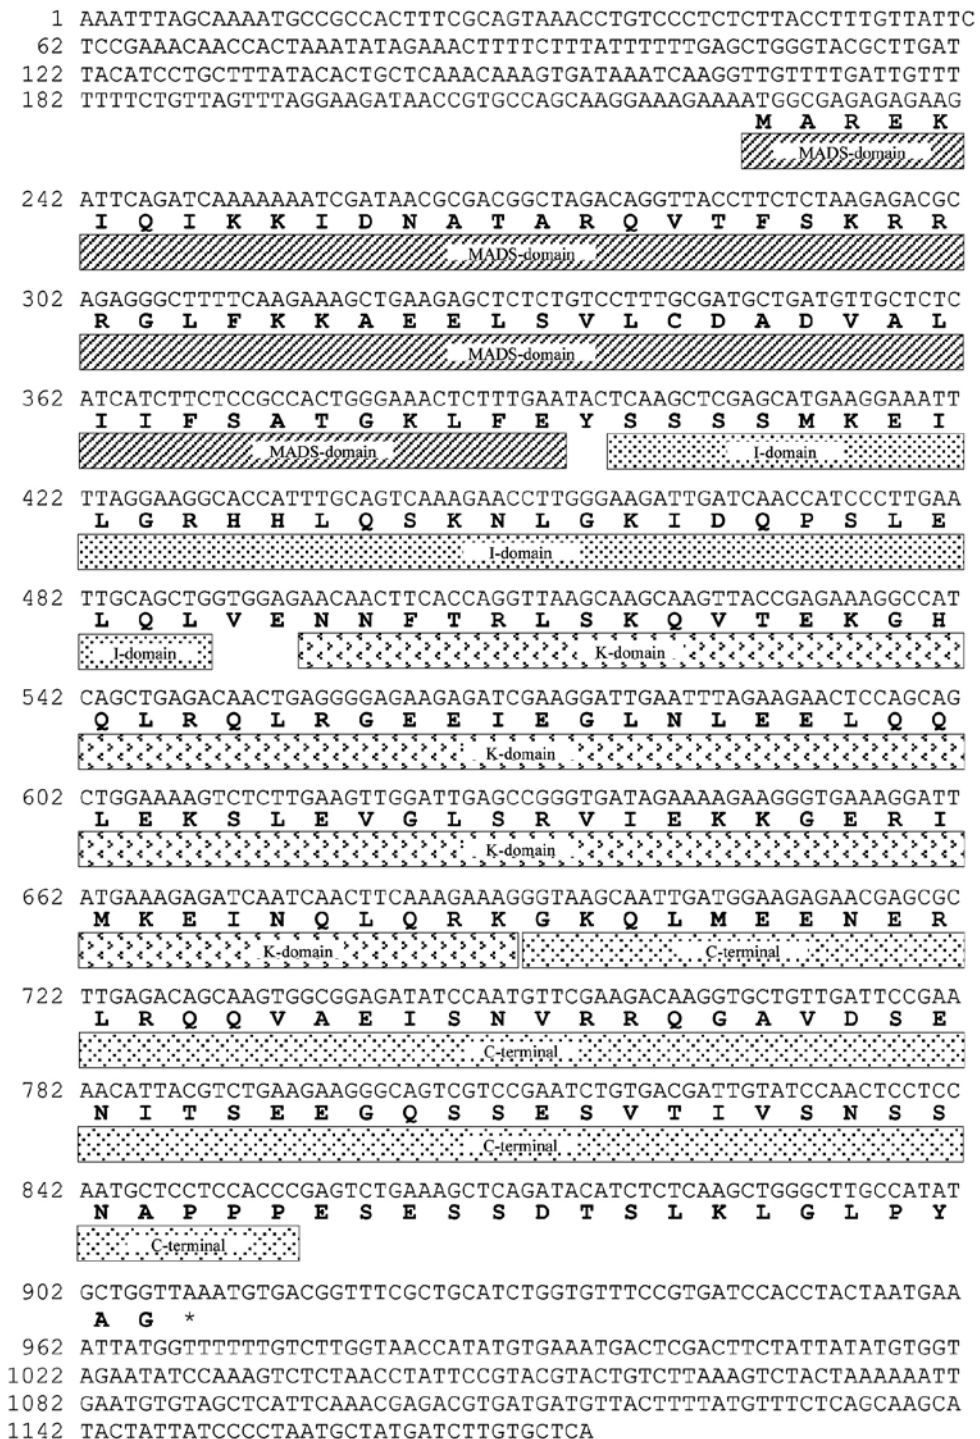 1 AAATTTAGCAAAATGCCGCCACTTTCGCAGTAAACCTGTCCCTCTCTTACCTTTGTTATTC
62 TCCGAAACAACCACTAAATATAGAAACTTTTCTTTATTTTTTGAGCTGGGTACGCTTGAT
122 TACATCCTGCTTTATACACTGCTCAAACAAAGTGATAAATCAAGGTTGTTTTGATTGTTT
182 TTTTCTGTTAGTTTAGGAAGATAACCGTGCCAGCAAGGAAAGAAAATGGCGAGAGAGAAG
M A R E K
MADS-domain
242 ATTCAGATCAAAAAAATCGATAACGCGACGGCTAGACAGGTTACCTTCTCTAAGAGACGC
I Q I K K I D N A T A R Q V T F S K R R
MADS-domain
302 AGAGGGCTTTTCAAGAAAGCTGAAGAGCTCTCTGTCCTTTGCGATGCTGATGTTGCTCTC
R G L F K K A E E L S V L C D A D V A L
MADS-domain
362 ATCATCTTCTCCGCCACTGGGAAACTCTTTGAATACTCAAGCTCGAGCATGAAGGAAATT
I I F S A T G K L F E Y S S S S M K E I
MADS-domain I-domain
422 TTAGGAAGGCACCATTTGCAGTCAAAGAACCTTGGGAAGATTGATCAACCATCCCTTGAA
L G R H H L Q S K N L G K I D Q P S L E
I-domain
482 TTGCAGCTGGTGGAGAACAACTTCACCAGGTTAAGCAAGCAAGTTACCGAGAAAGGCCAT
L Q L V E N N F T R L S K Q V T E K G H
I-domain K-domain
542 CAGCTGAGACAACTGAGGGGAGAAGAGATCGAAGGATTGAATTTAGAAGAACTCCAGCAG
Q L R Q L R G E E I E G L N L E E L Q Q
K-domain
602 CTGGAAAAGTCTCTTGAAGTTGGATTGAGCCGGGTGATAGAAAAGAAGGGTGAAAGGATT
L E K S L E V G L S R V I E K K G E R I
K-domain
662 ATGAAAGAGATCAATCAACTTCAAAGAAAGGGTAAGCAATTGATGGAAGAGAACGAGCGC
M K E I N Q L Q R K G K Q L M E E N E R
K-domain C-terminal
722 TTGAGACAGCAAGTGGCGGAGATATCCAATGTTCGAAGACAAGGTGCTGTTGATTCCGAA
L R Q Q V A E I S N V R R Q G A V D S E
C-terminal
782 AACATTACGTCTGAAGAAGGGCAGTCGTCCGAATCTGTGACGATTGTATCCAACTCCTCC
N I T S E E G Q S S E S V T I V S N S S
C-terminal
842 AATGCTCCTCCACCCGAGTCTGAAAGCTCAGATACATCTCTCAAGCTGGGCTTGCCATAT
N A P P P E S E S S D T S L K L G L P Y
C-terminal
902 GCTGGTTAAATGTGACGGTTTCGCTGCATCTGGTGTTTCCGTGATCCACCTACTAATGAA
A G *
962 ATTATGGTTTTTTGTCTTGGTAACCATATGTGAAATGACTCGACTTCTATTATATGTGGT
1022 AGAATATCCAAAGTCTCTAACCTATTCCGTACGTACTGTCTTAAAGTCTACTAAAAAATT
1082 GAATGTGTAGCTCATTCAAACGAGACGTGATGATGTTACTTTTATGTTTCTCAGCAAGCA
1142 TACTATTATCCCCTAATGCTATGATCTTGTGCTCA